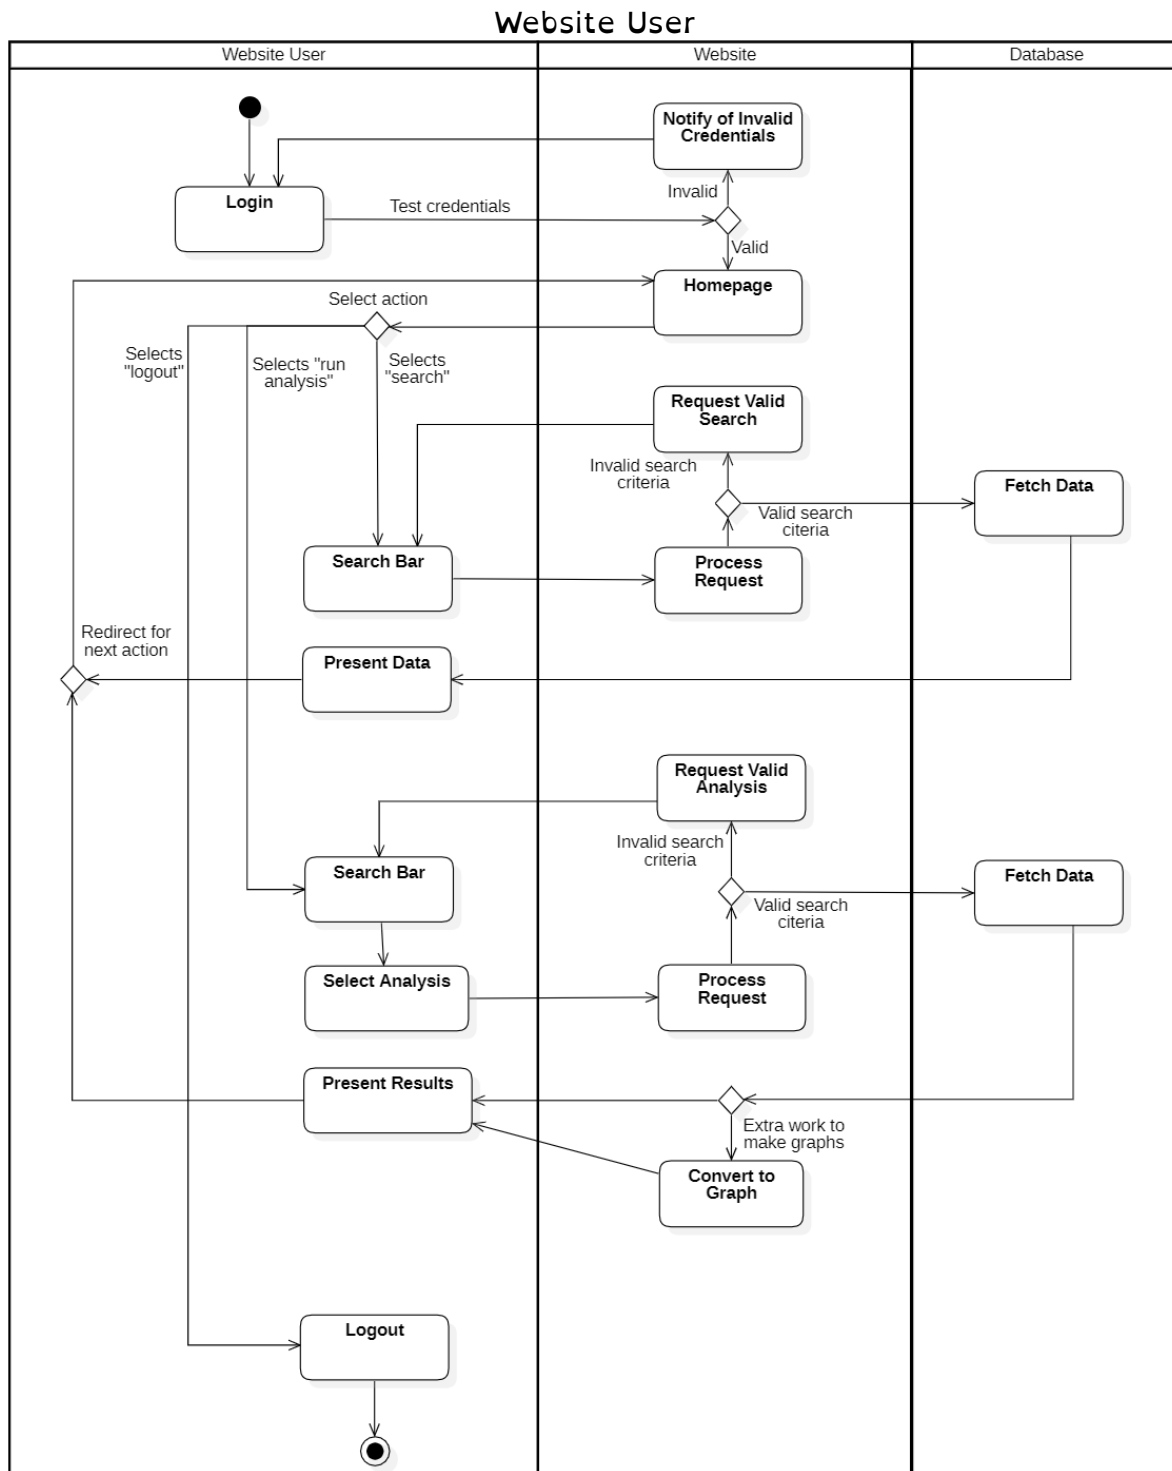 Website User
Website User
Website
Database
Notify of Invalid
Credentials
Invalid
Login
Test credentials
Valid
Homepage
Select action
Selects
"logout"
Selects "run
analysis"
Selects
"search"
Request Valid
Search
Invalid search
criteria
Valid search
citeria
Fetch Data
Search Bar
Process
Request
Redirect for
next action
Present Data
Request Valid
Analysis
Invalid search
criteria
Search Bar
Valid search
citeria
Fetch Data
Select Analysis
Process
Request
Present Results
Extra work to
make graphs
Convert to
Graph
Logout